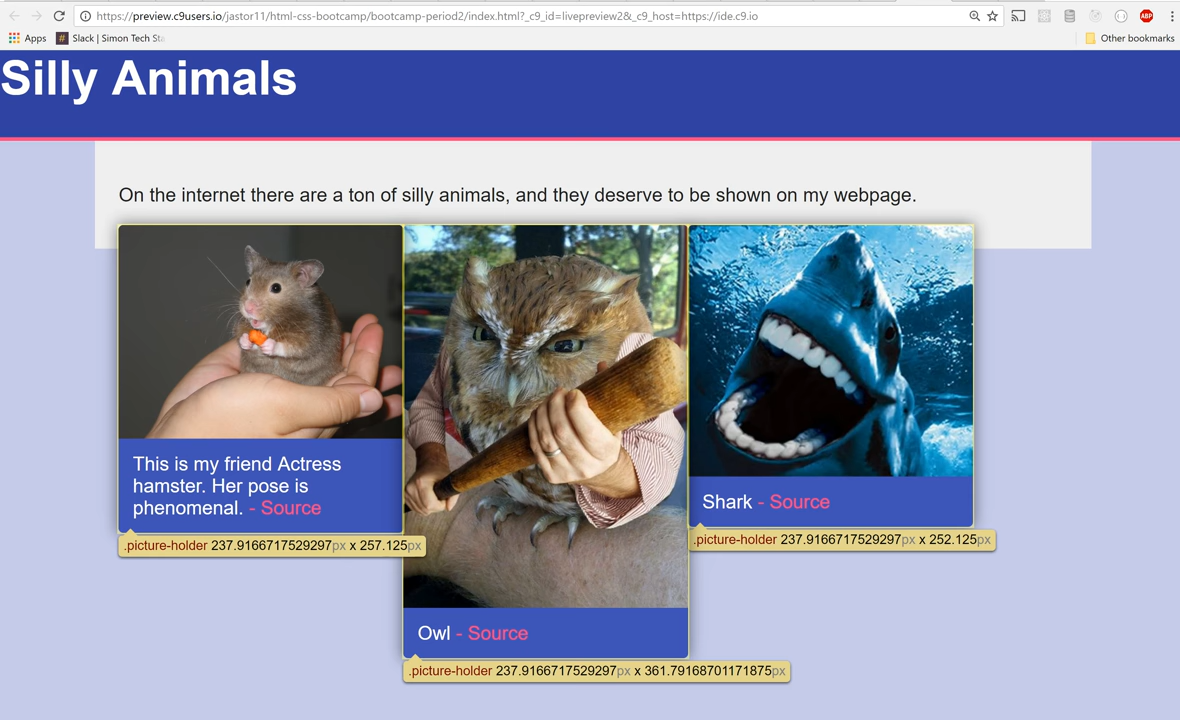 https://preview.c9users.io/jastor11/html-css-bootcamp/bootcamp-period2/index.html?_c9_id=livepreview2&_c9_host=https://ide.c9.io
ABP
Apps
# Slack | Simon Tech St
Other bookmarks
Silly Animals
On the internet there are a ton of silly animals, and they deserve to be shown on my webpage.
This is my friend Actress
hamster. Her pose is
phenomenal. - Source
.picture-holder 237.9166717529297px x 257.125px
Owl - Source
.picture-holder 237.9166717529297px x 361.79168701171875px
Shark - Source
.picture-holder 237.9166717529297px x 252.125px